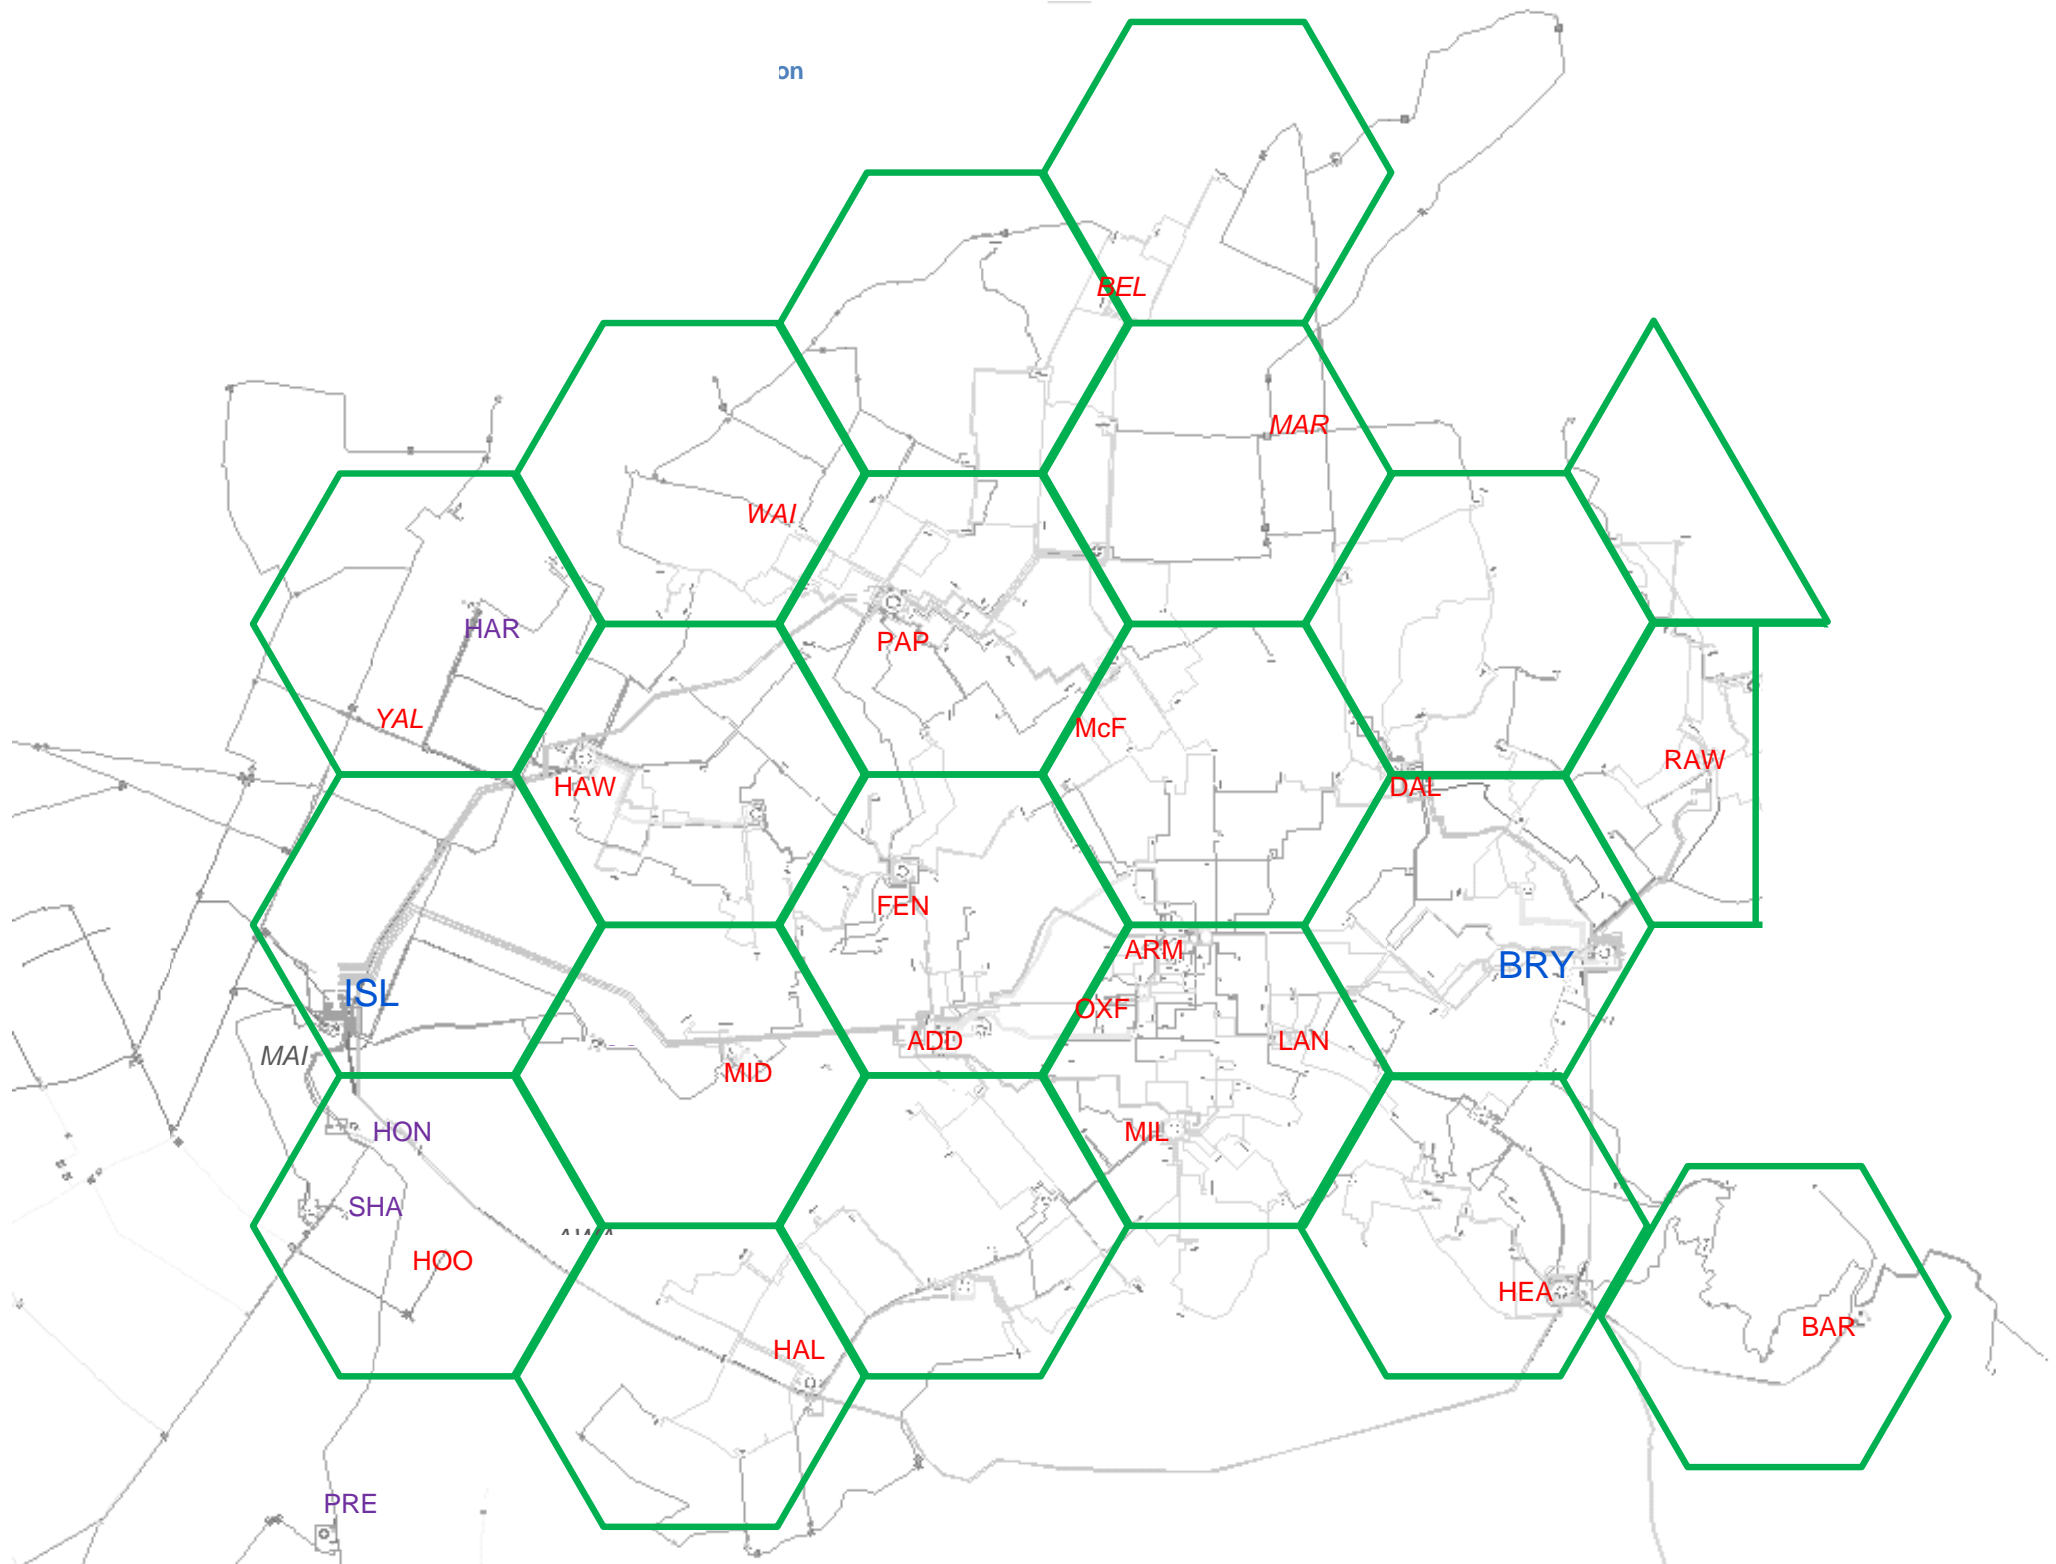 on
BEL
MAR
WAI
HAR
PAP
YAL
McF
RAW
HAW
DAL
FEN
ARM
BRY
ISL
OXF
ADD
LAN
MAI
MID
HON
MIL
SHA
HOO
HEA
BAR
HAL
PRE